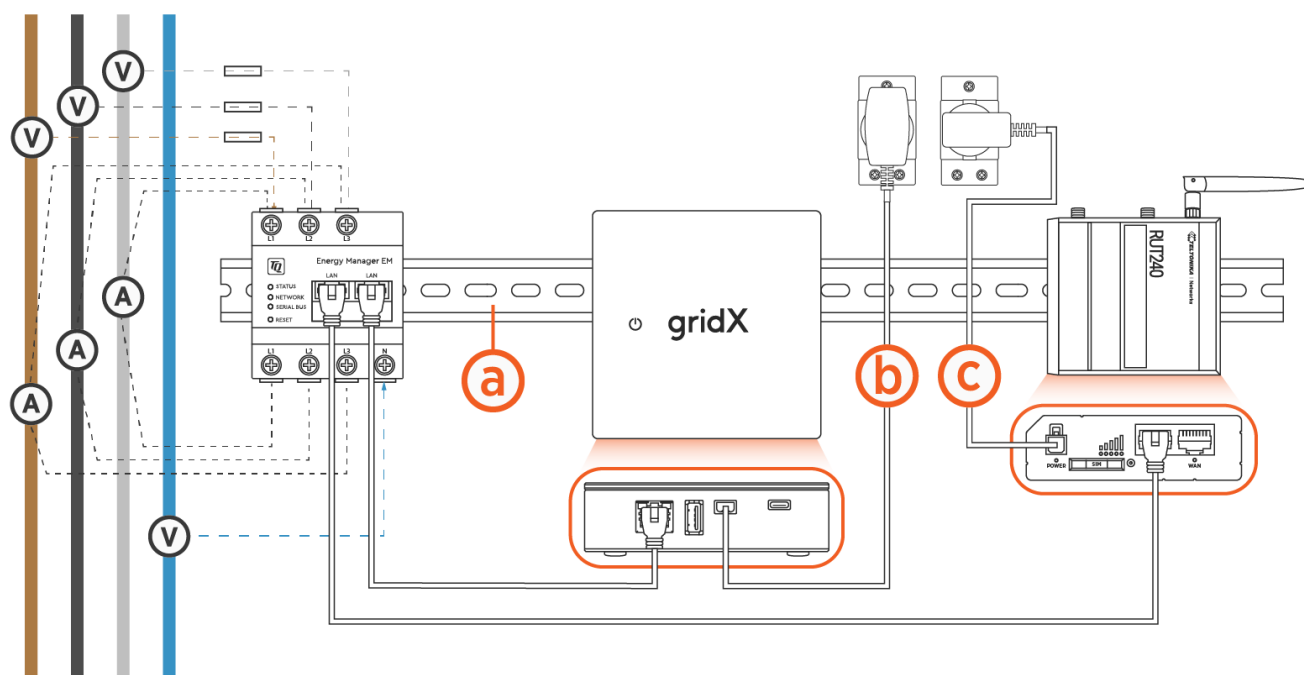 V
V
V
A
A
A
V
L1 L2 L3
TQ
Energy Manager EM
LAN LAN
STATUS
NETWORK
SERIAL BUS
RESET
L1 L2 L3 N
a
gridX
b
c
RUT240
TELTONIKA | Networks
POWER
SIM
WAN